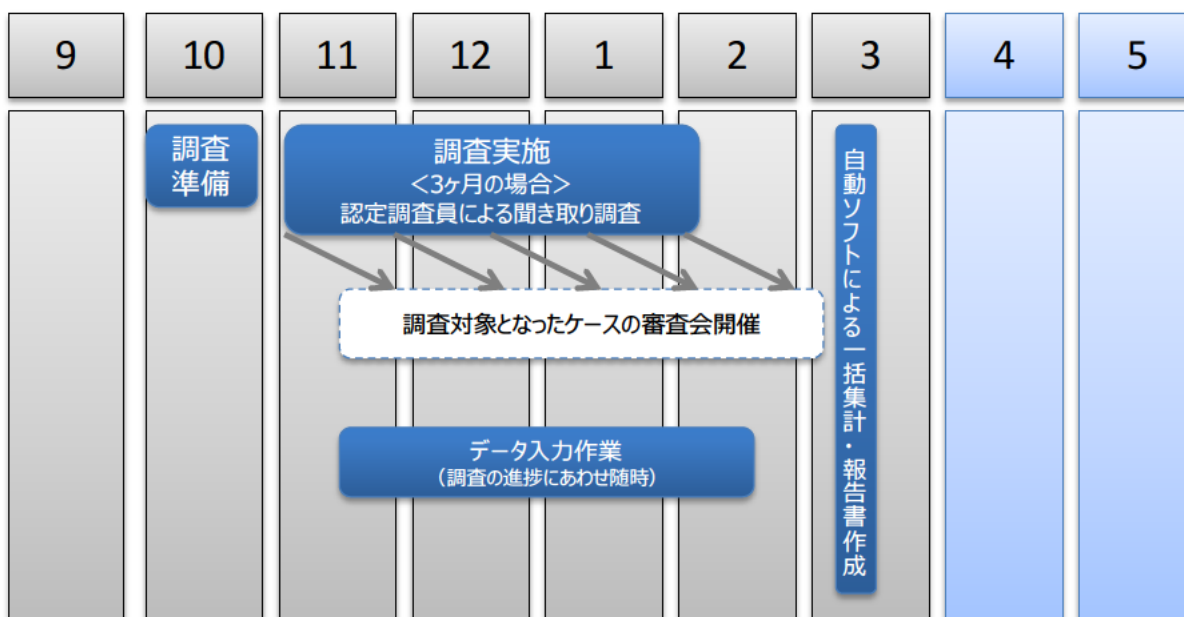 9 10 11 12 1 2 3 4 5
調査
準備
調査実施
<3ヶ月の場合>
認定調査員による聞き取り調査
調査対象となったケースの審査会開催
データ入力作業
(調査の進捗にあわせ随時)
自動ソフトによる一括集計・報告書作成